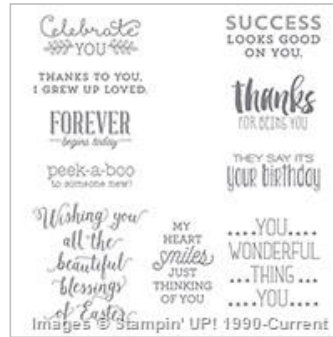 Celebrate
YOU
THANKS TO YOU,
I GREW UP LOVED.
FOREVER
begins today
peek-a-boo
to someone new!
Wishing you
all the
beautiful
blessings
of Easter
SUCCESS
LOOKS GOOD
ON YOU.
thanks
FOR BEING YOU
THEY SAY IT'S
your birthday
MY
HEART
smiles
JUST
THINKING
OF YOU
....YOU....
WONDERFUL
...THING...
....YOU....
Images © Stampin' UP! 1990-Current